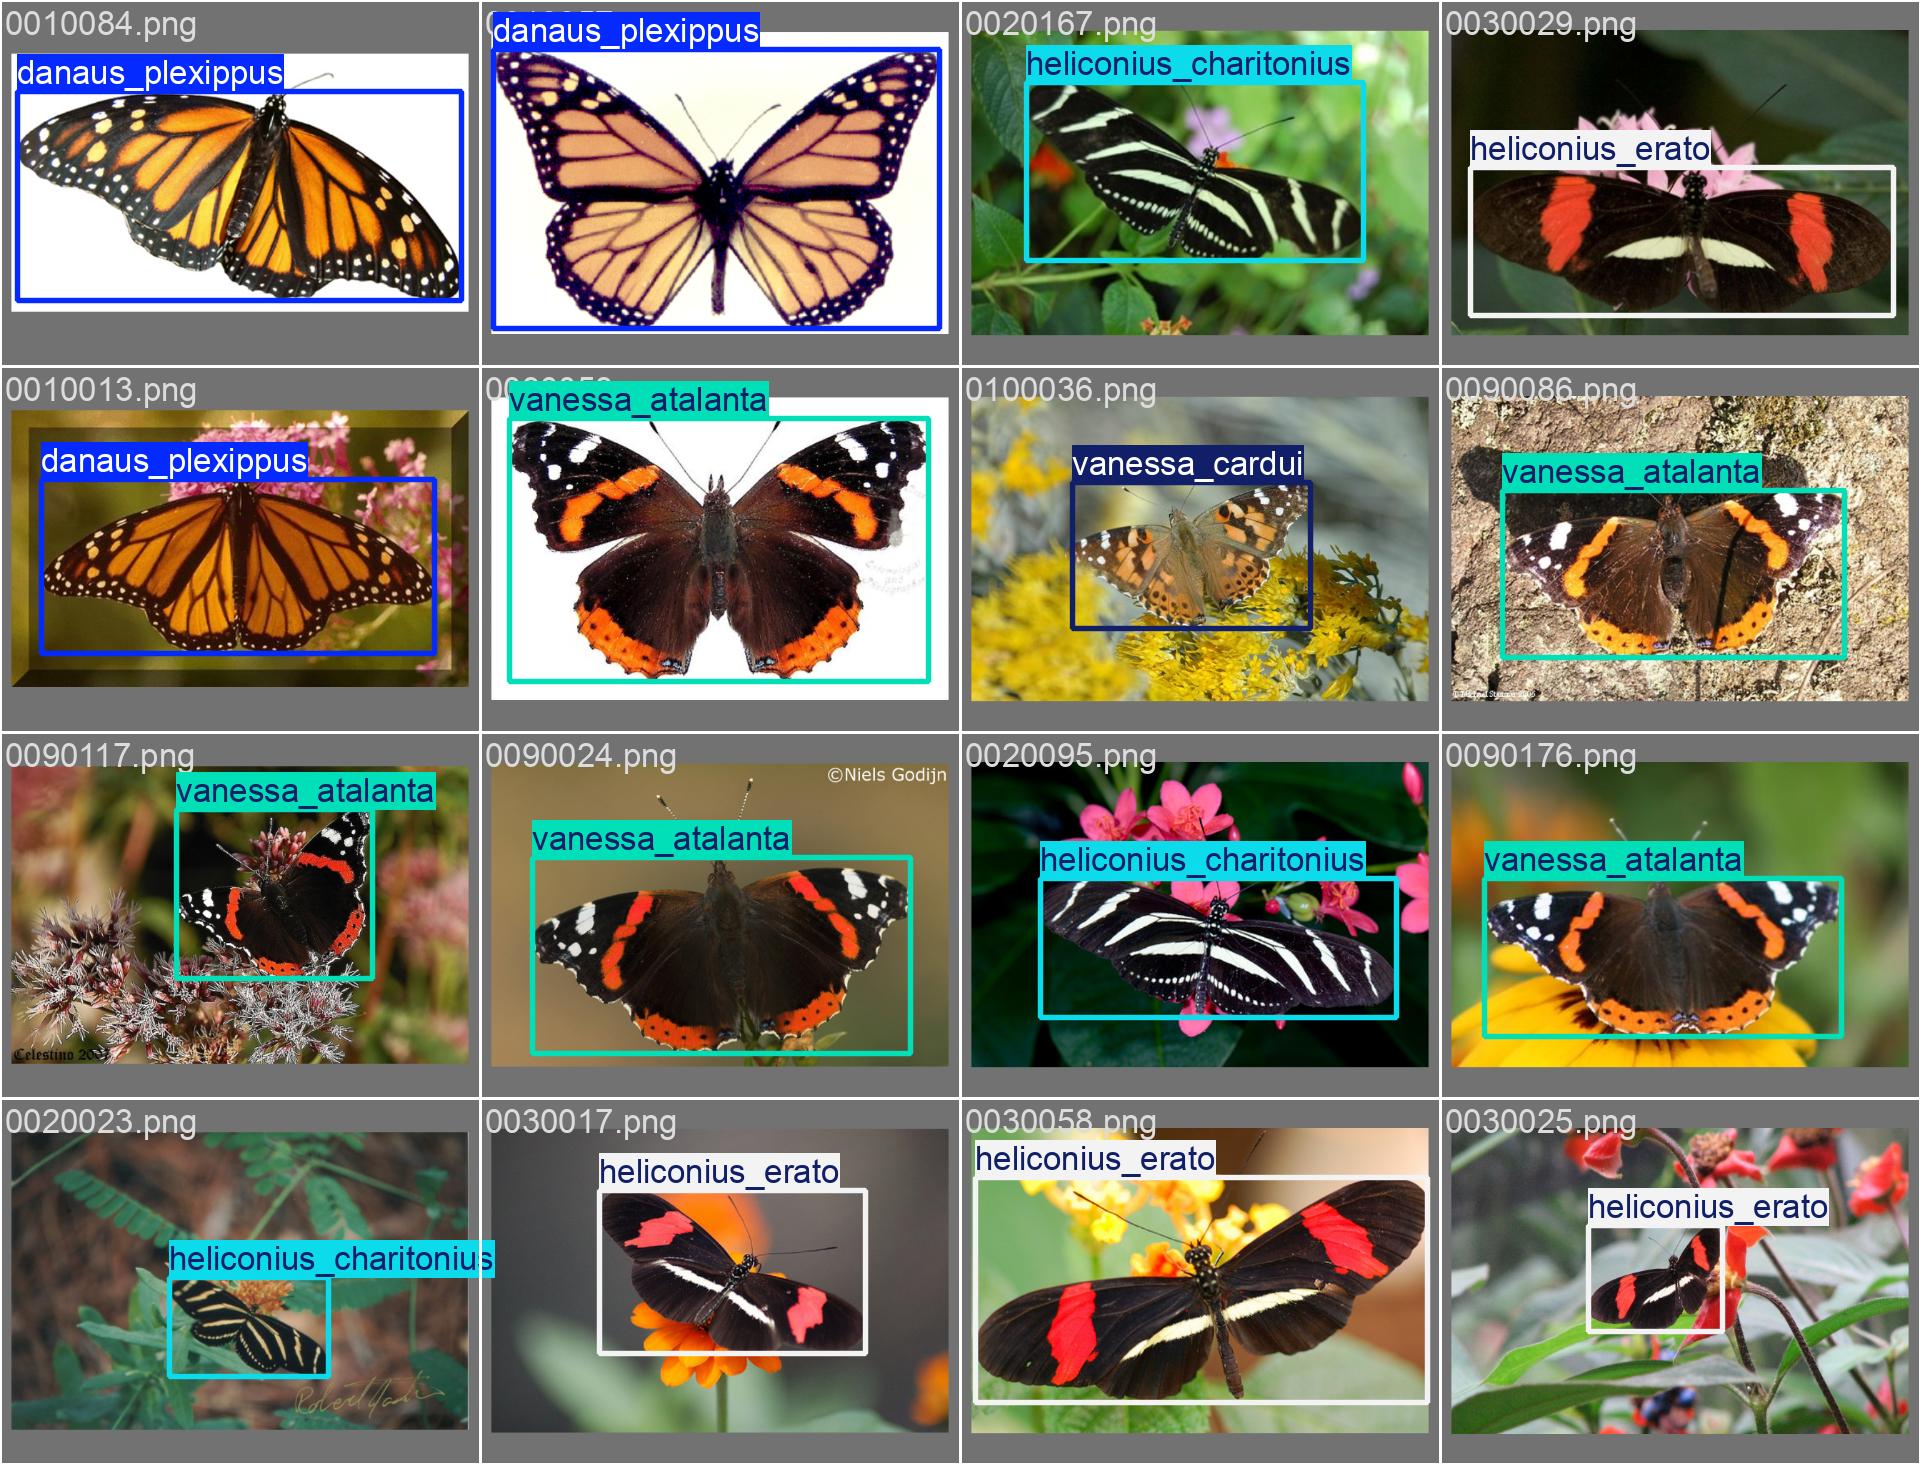 0010084.png
danaus_plexippus
danaus_plexippus
0020167.png
heliconius_charitonius
0030029.png
heliconius_erato
0010013.png
danaus_plexippus
vanessa_atalanta
0100036.png
vanessa_cardui
0090086.png
vanessa_atalanta
0090117.png
vanessa_atalanta
Celestino
0090024.png
©Niels Godijn
vanessa_atalanta
0020095.png
heliconius_charitonius
0090176.png
vanessa_atalanta
0020023.png
heliconius_charitonius
0030017.png
heliconius_erato
0030058.png
heliconius_erato
0030025.png
heliconius_erato